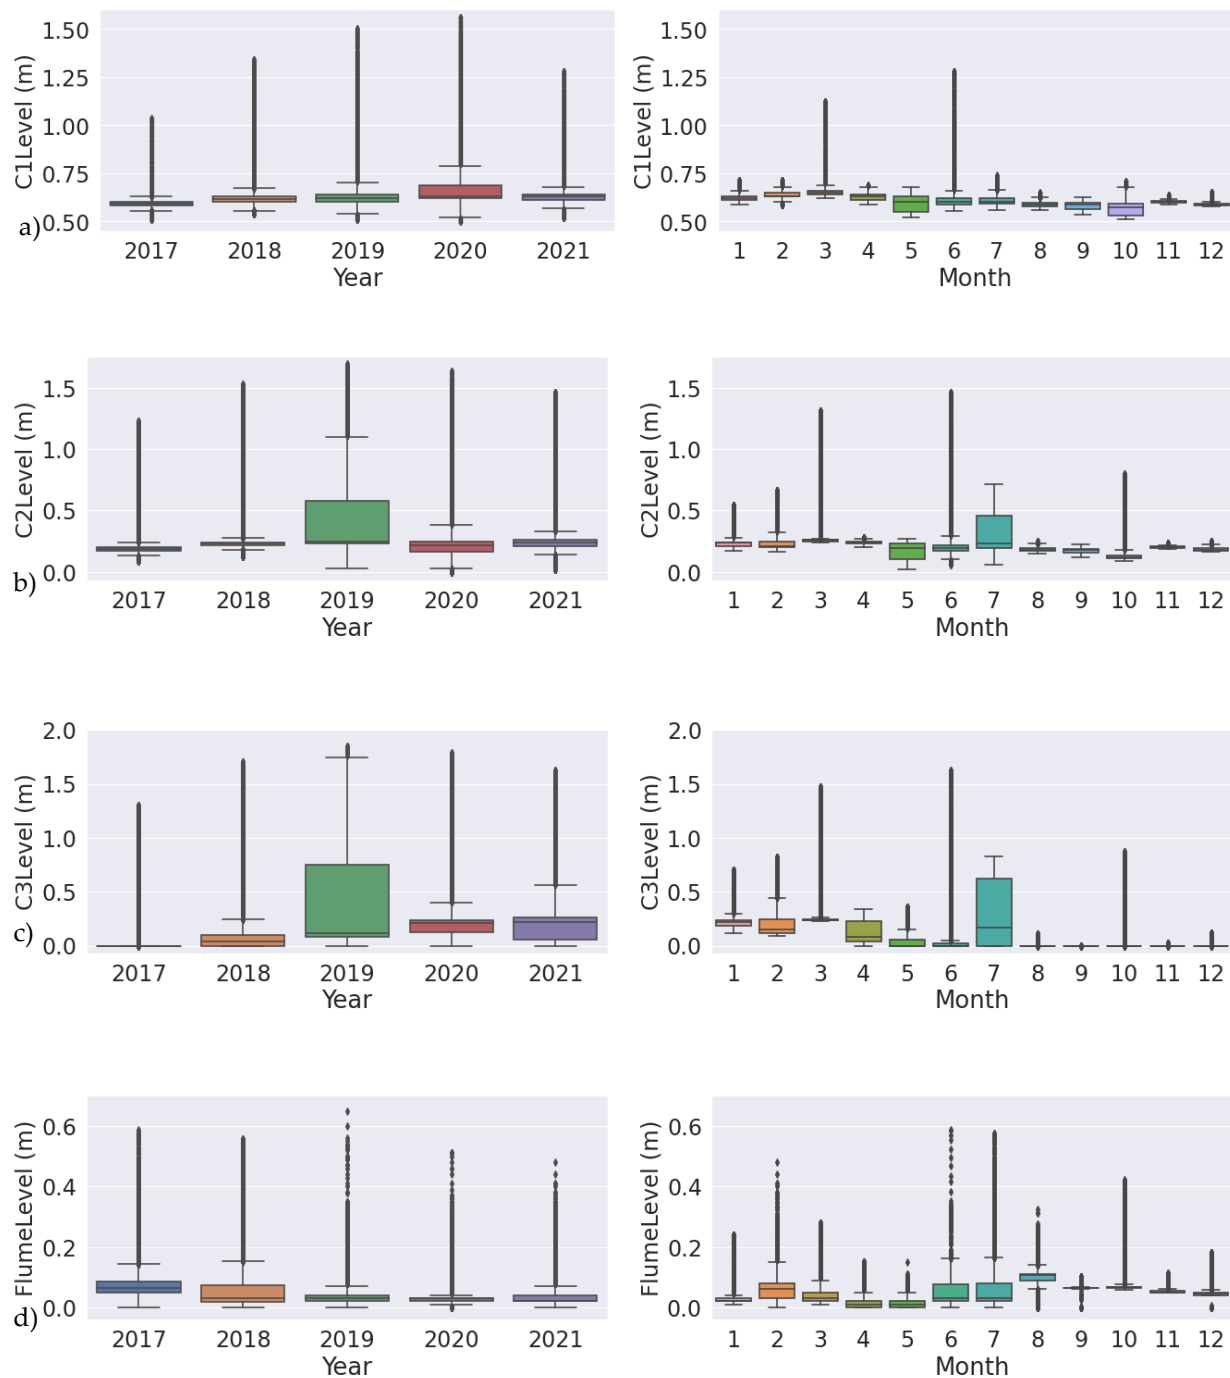 1.50
1.25
1.00
0.75
0.50
C1Level (m)
a)
2017 2018 2019 2020 2021
Year
1.50
1.25
1.00
0.75
0.50
C1Level (m)
1 2 3 4 5 6 7 8 9 10 11 12
Month
1.5
1.0
0.5
0.0
C2Level (m)
b)
2017 2018 2019 2020 2021
Year
1.5
1.0
0.5
0.0
C2Level (m)
1 2 3 4 5 6 7 8 9 10 11 12
Month
2.0
1.5
1.0
0.5
0.0
C3Level (m)
c)
2017 2018 2019 2020 2021
Year
2.0
1.5
1.0
0.5
0.0
C3Level (m)
1 2 3 4 5 6 7 8 9 10 11 12
Month
0.6
0.4
0.2
0.0
FlumeLevel (m)
d)
2017 2018 2019 2020 2021
Year
0.6
0.4
0.2
0.0
FlumeLevel (m)
1 2 3 4 5 6 7 8 9 10 11 12
Month